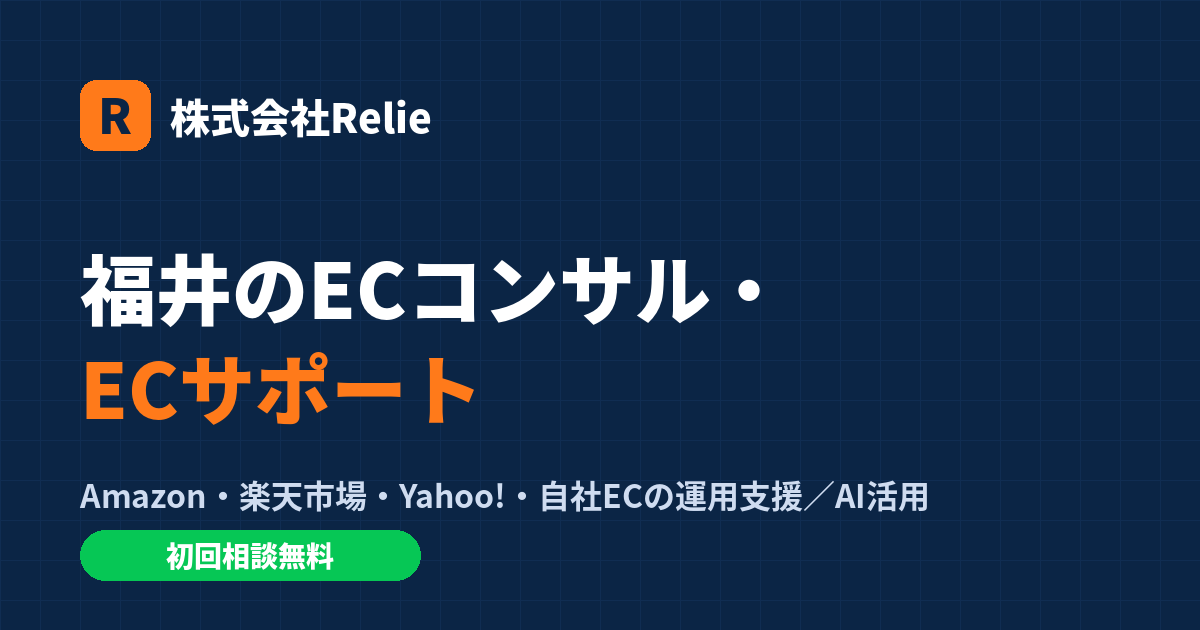 R 株式会社Relie
福井のECコンサル・
ECサポート
Amazon・楽天市場・Yahoo!・自社ECの運用支援／AI活用
初回相談無料